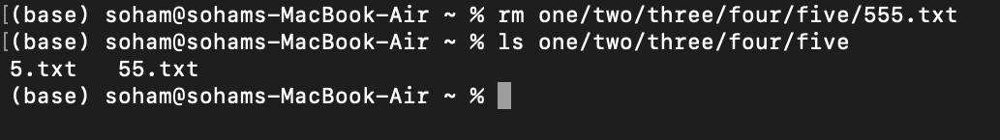 [(base) soham@sohams-MacBook-Air ~ % rm one/two/three/four/five/555.txt
[(base) soham@sohams-MacBook-Air ~ % ls one/two/three/four/five
5.txt   55.txt
(base) soham@sohams-MacBook-Air ~ %